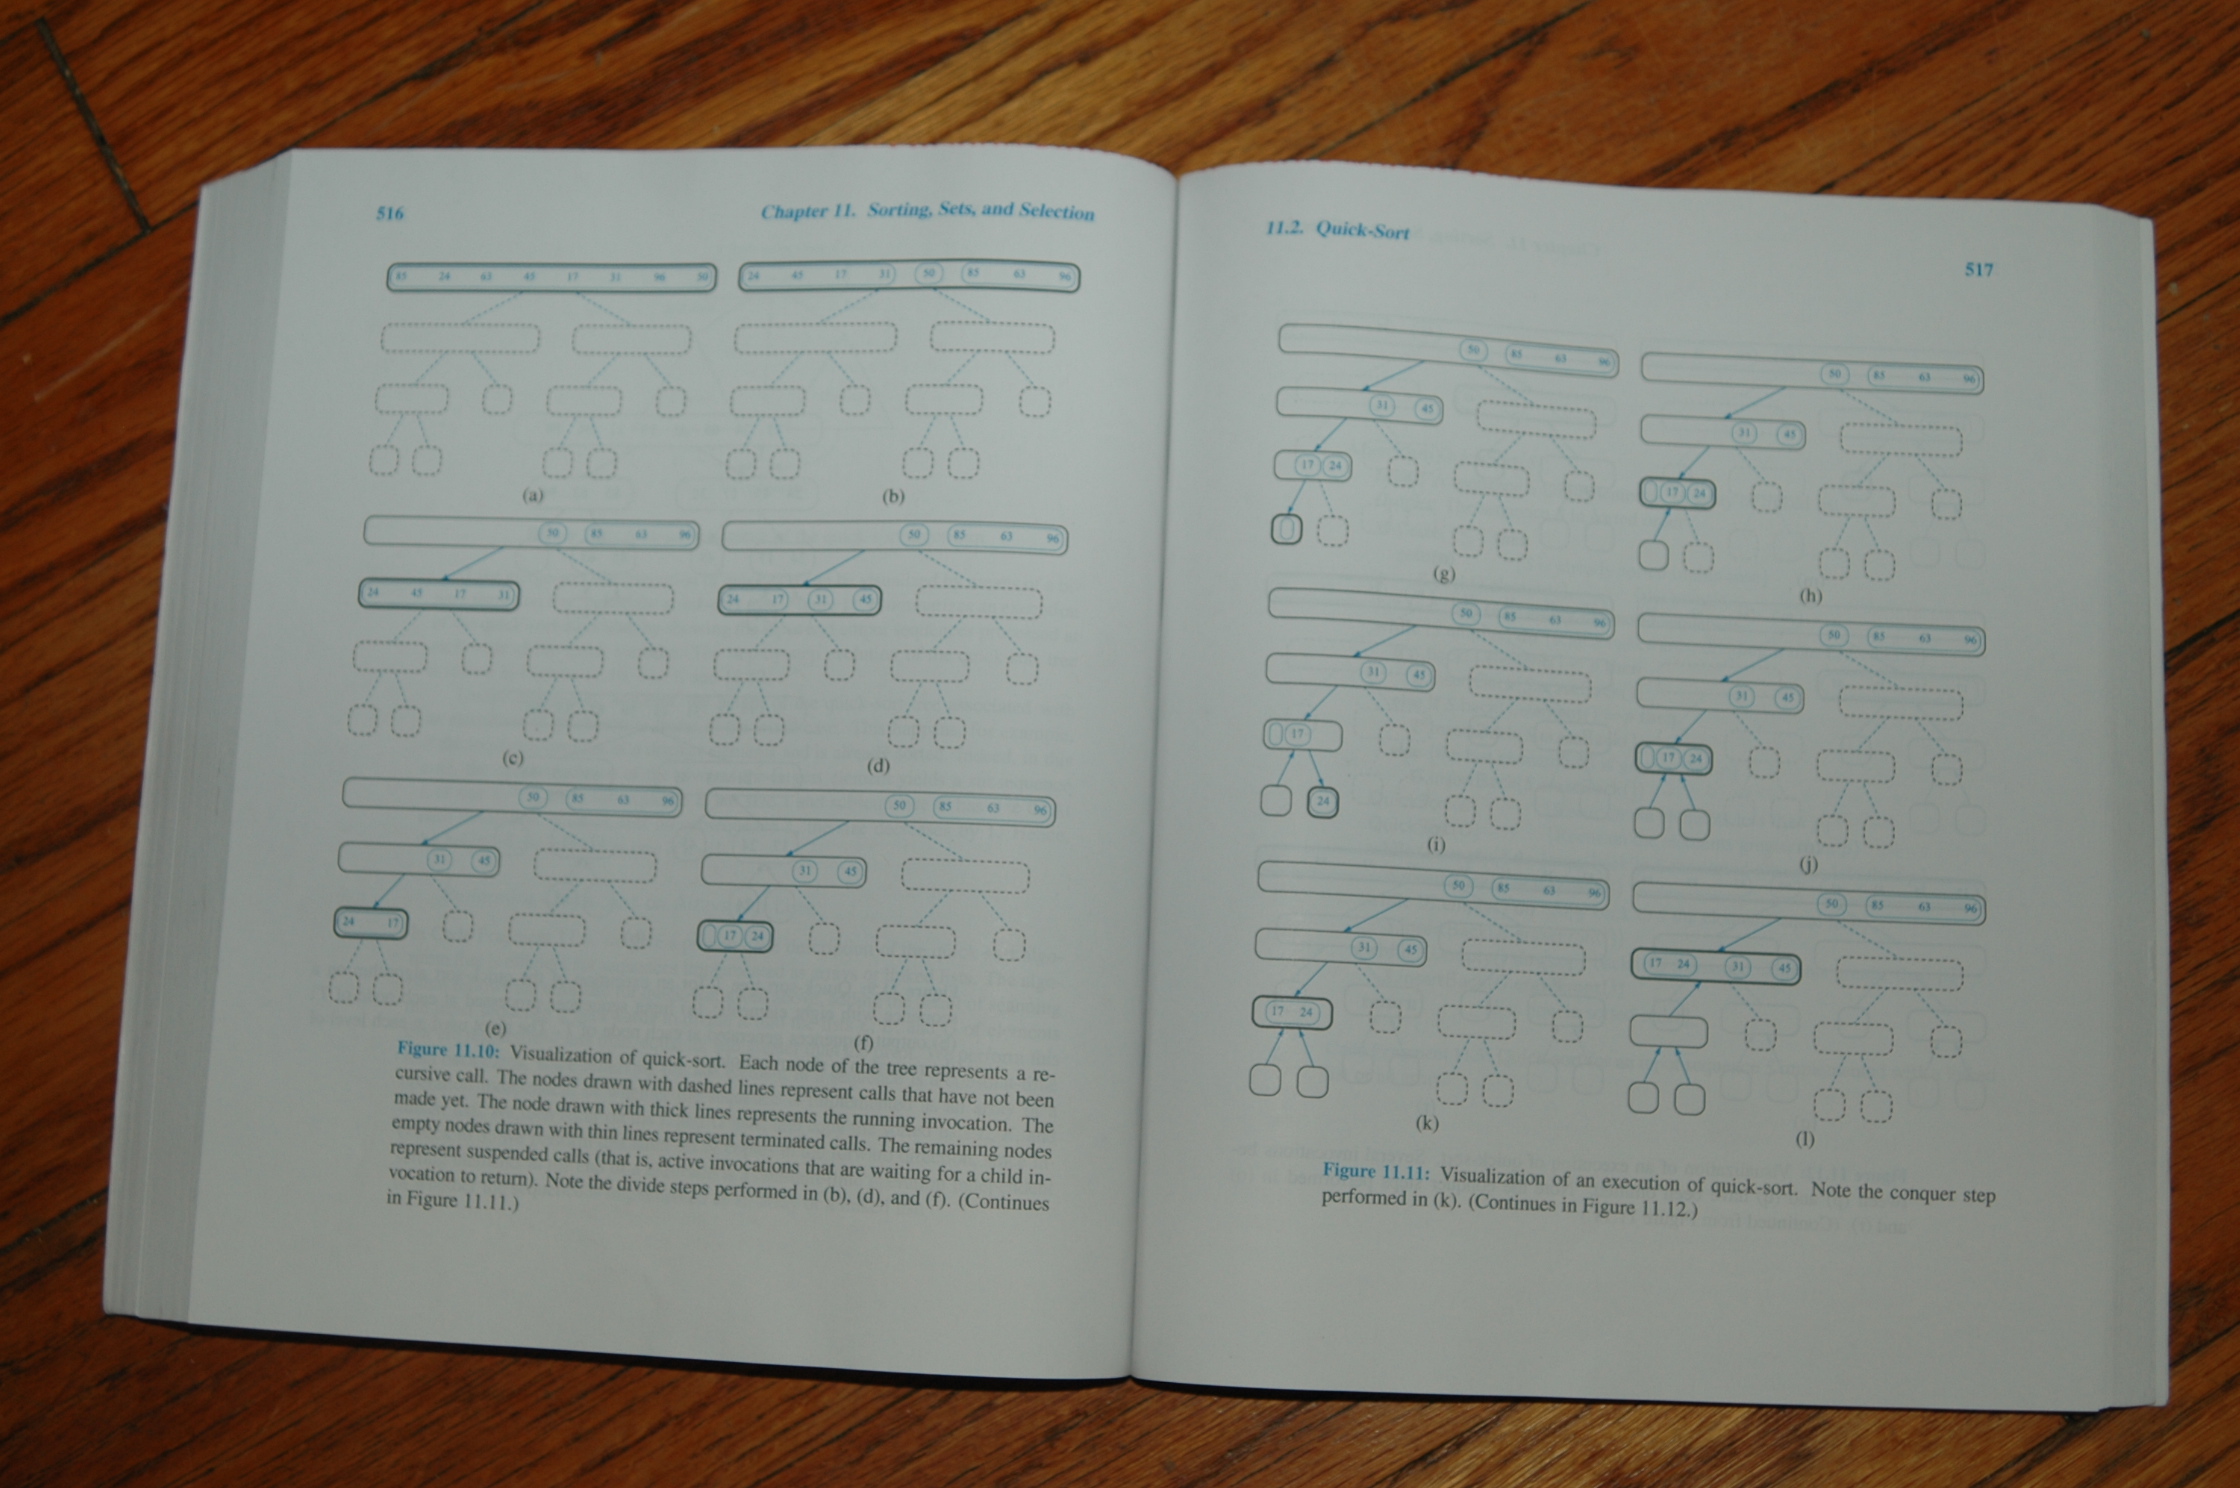 516
Chapter 11. Sorting, Sets, and Selection
85 24 63 45 17 31 96 50
24 45 17 31 50 85 63 96
(a)
(b)
50 85 63 96
24 45 17 31
50 85 63 96
24 17 31 45
(c)
(d)
50 85 63 96
31 45
24 17
50 85 63 96
31 45
17 24
(e)
(f)
Figure 11.10: Visualization of quick-sort. Each node of the tree represents a re-
cursive call. The nodes drawn with dashed lines represent calls that have not been
made yet. The node drawn with thick lines represents the running invocation. The
empty nodes drawn with thin lines represent terminated calls. The remaining nodes
represent suspended calls (that is, active invocations that are waiting for a child in-
vocation to return). Note the divide steps performed in (b), (d), and (f). (Continues
in Figure 11.11.)
11.2. Quick-Sort
517
50 85 63 96
31 45
17 24
50 85 63 96
31 45
17 24
(g)
(h)
50 85 63 96
31 45
17
24
50 85 63 96
31 45
17 24
(i)
(j)
50 85 63 96
31 45
17 24
50 85 63 96
17 24 31 45
(k)
(l)
Figure 11.11: Visualization of an execution of quick-sort. Note the conquer step
performed in (k). (Continues in Figure 11.12.)